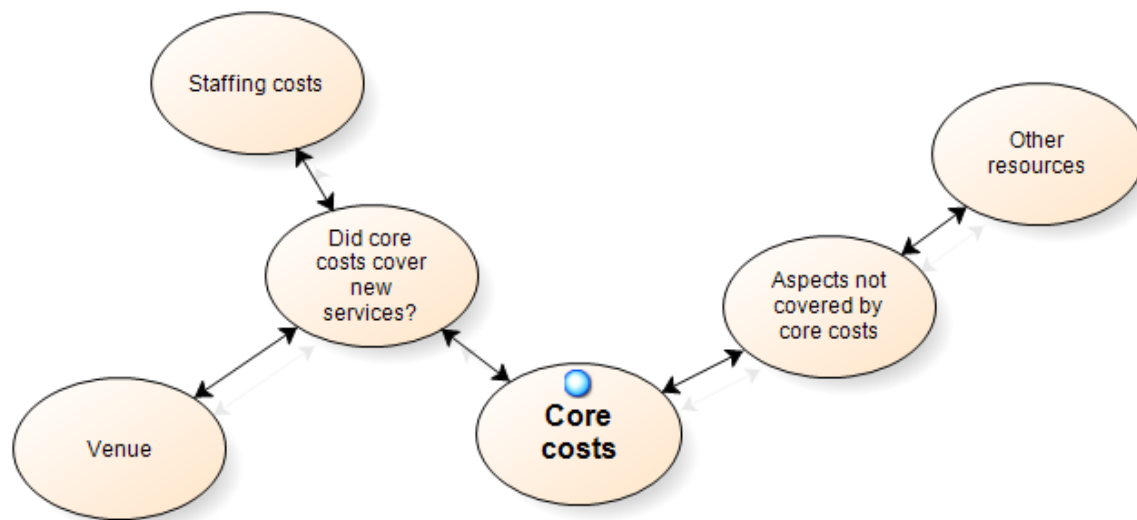 Staffing costs
Other
resources
Did core
costs cover
new
services?
Aspects not
covered by
core costs
Core
costs
Venue